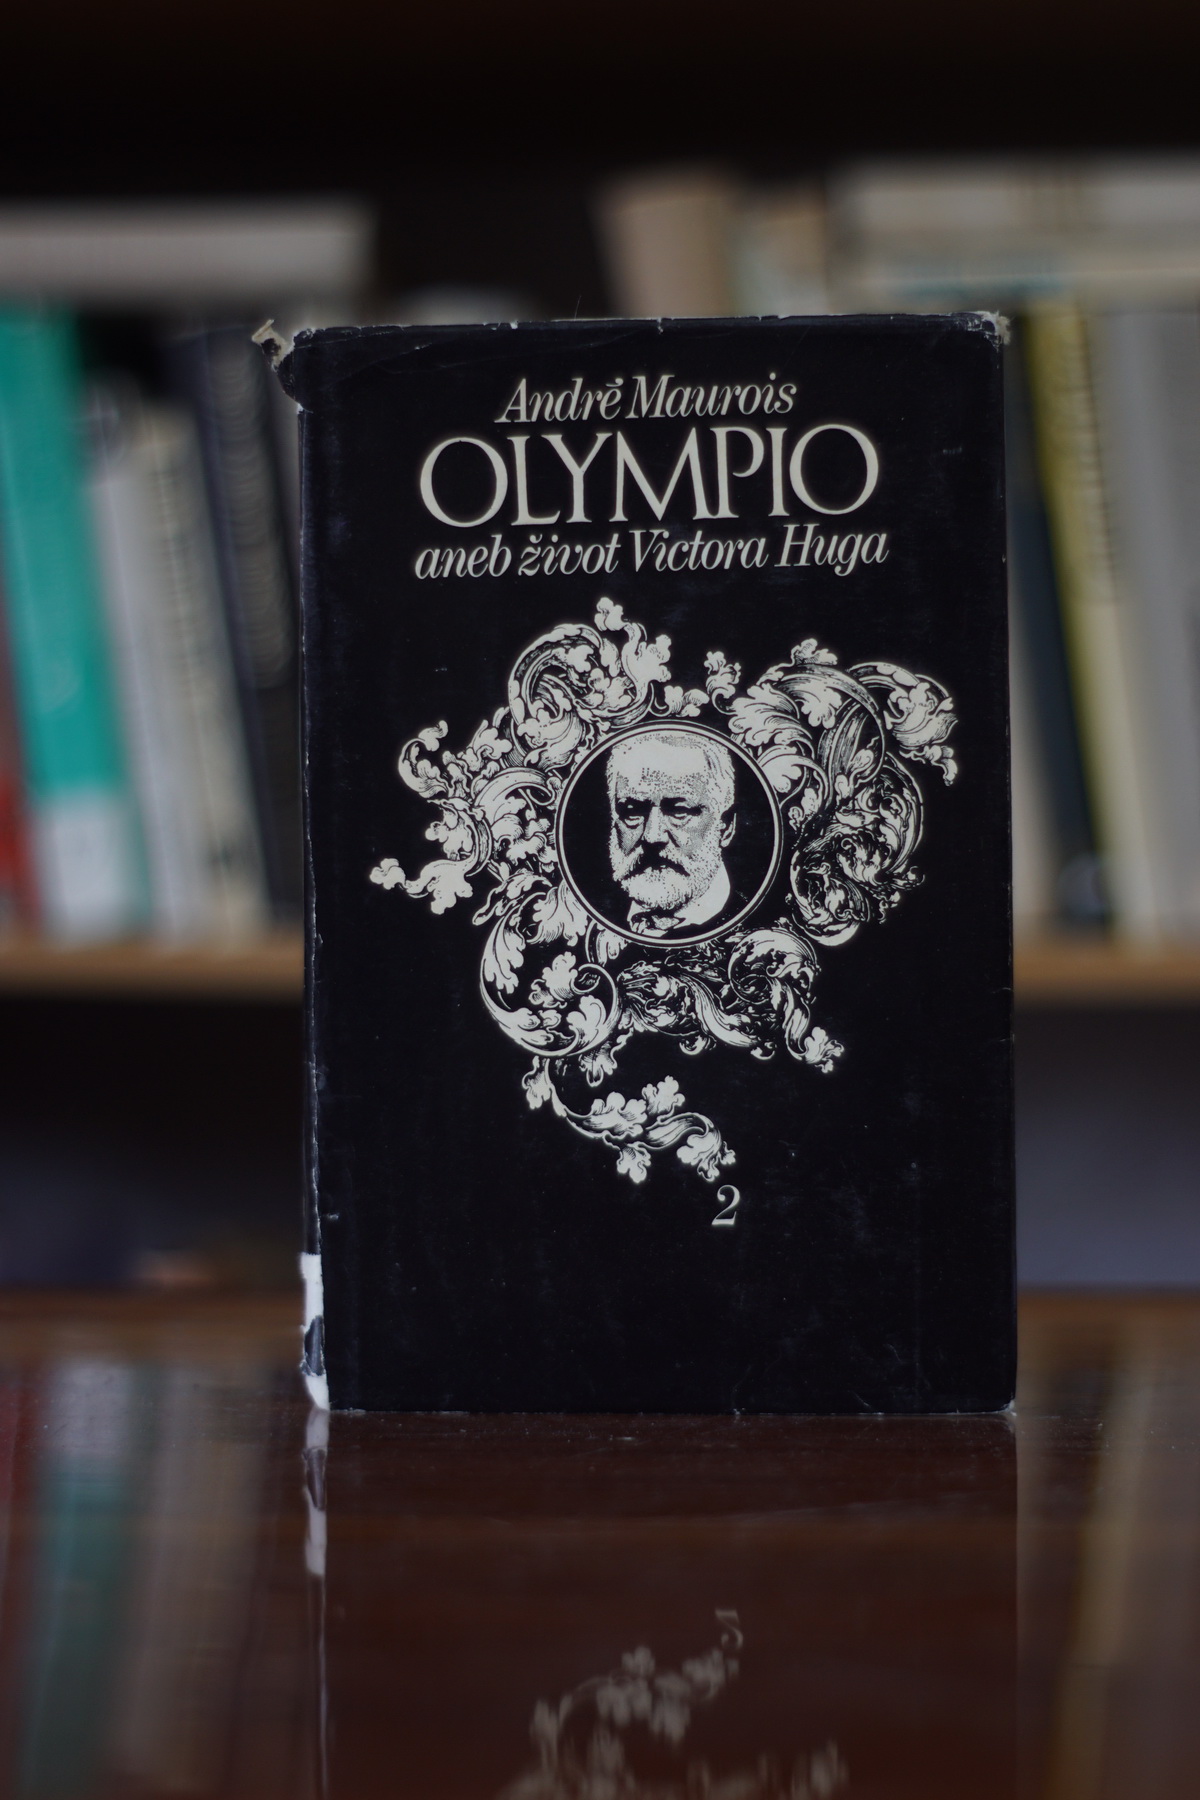 André Maurois
OLYMPIO
aneb život Victora Huga
2